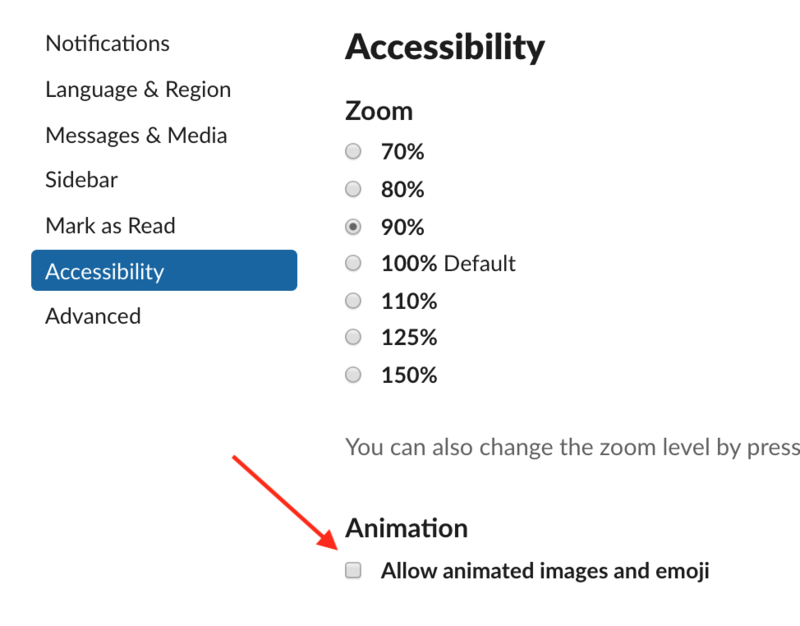 Notifications
Language & Region
Messages & Media
Sidebar
Mark as Read
Accessibility
Advanced
Accessibility
Zoom
70%
80%
90%
100% Default
110%
125%
150%
You can also change the zoom level by press
Animation
Allow animated images and emoji